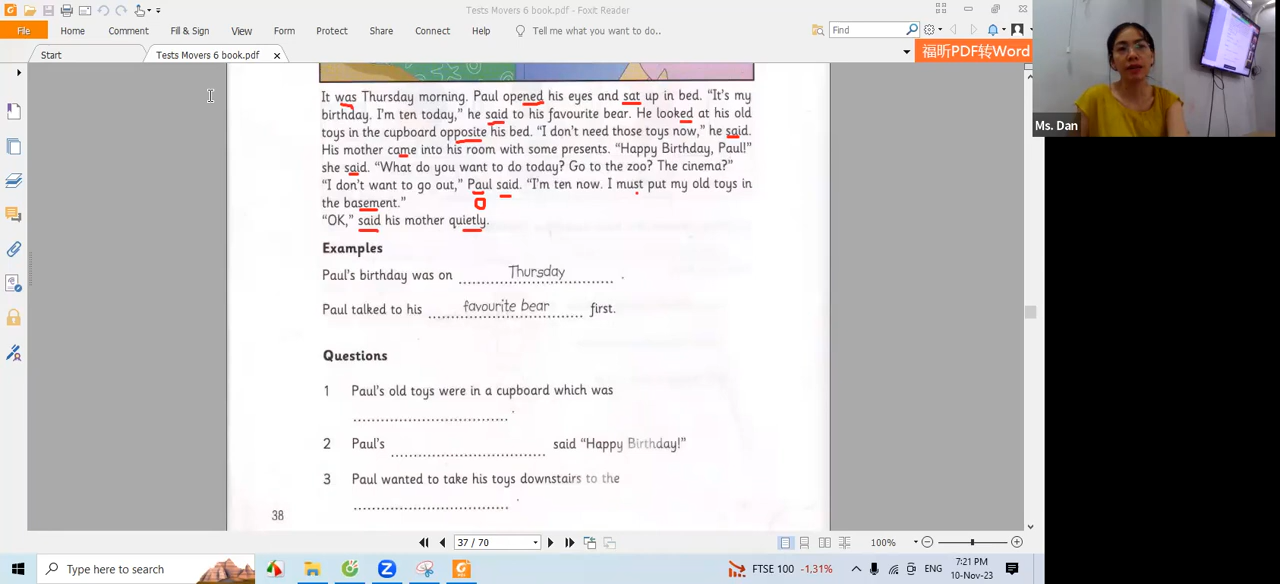 Tests Movers 6 book.pdf - Foxit Reader
File Home Comment Fill & Sign View Form Protect Share Connect Help Tell me what you want to do.. Find
Start Tests Movers 6 book.pdf 福昕PDF转Word
It was Thursday morning. Paul opened his eyes and sat up in bed. "It's my
birthday. I'm ten today," he said to his favourite bear. He looked at his old
toys in the cupboard opposite his bed. "I don't need those toys now," he said.
His mother came into his room with some presents. "Happy Birthday, Paul!"
she said. "What do you want to do today? Go to the zoo? The cinema?"
"I don't want to go out," Paul said. "I'm ten now. I must put my old toys in
the basement."
"OK," said his mother quietly.
Examples
Paul's birthday was on Thursday .
Paul talked to his favourite bear first.
Questions
1 Paul's old toys were in a cupboard which was
.
2 Paul's said "Happy Birthday!"
3 Paul wanted to take his toys downstairs to the
.
38
37 / 70 100%
Type here to search FTSE 100 -1,31% ENG 7:21 PM
10-Nov-23
Ms. Dan